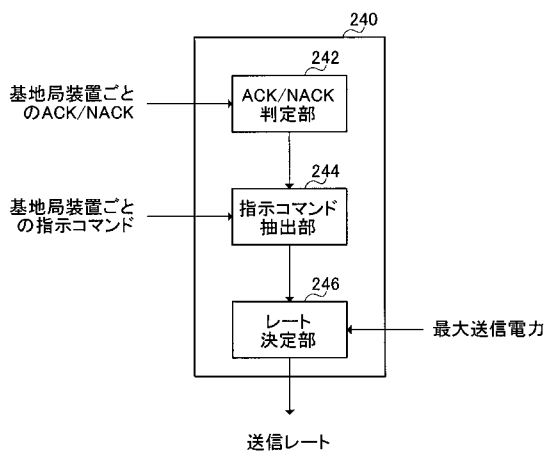 240
242
基地局装置ごと
のACK/NACK
ACK/NACK
判定部
244
基地局装置ごと
の指示コマンド
指示コマンド
抽出部
246
レート
決定部
最大送信電力
送信レート